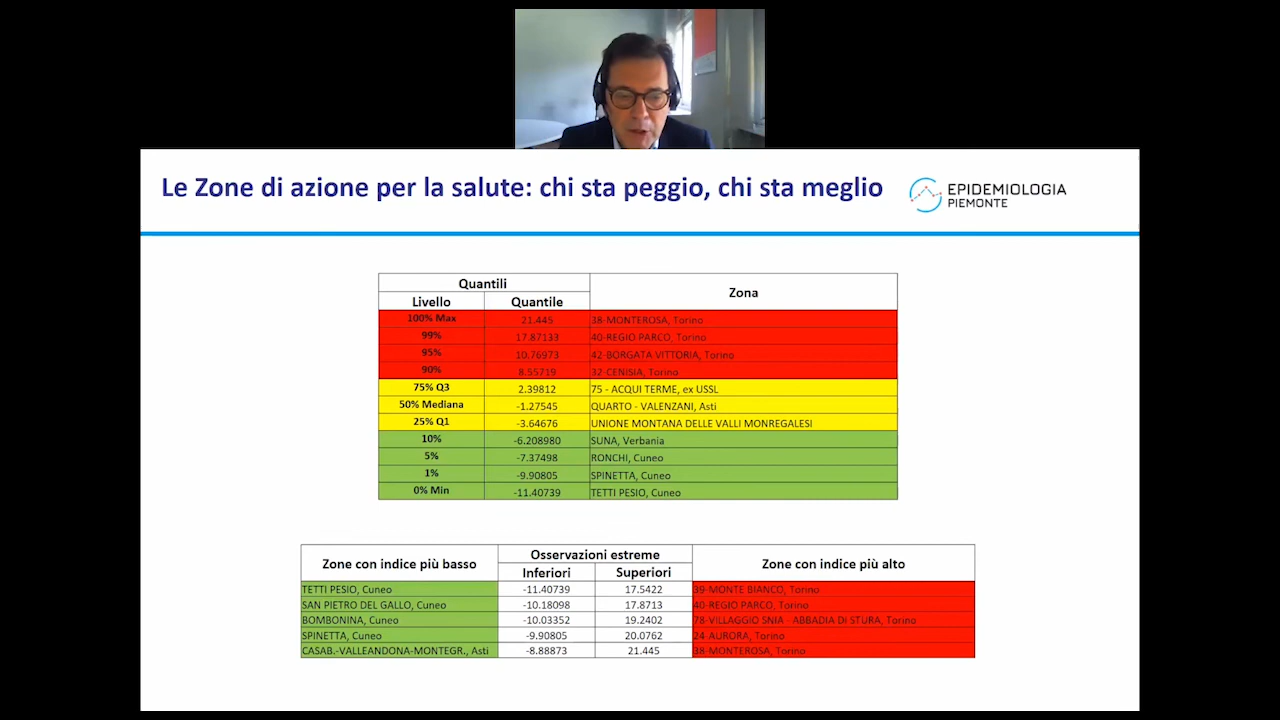 Le Zone di azione per la salute: chi sta peggio, chi sta meglio
EPIDEMIOLOGIA
PIEMONTE
Quantili Zona
Livello Quantile
100% Max 21.445 38-MONTEROSA, Torino
99% 17.87133 40-REGIO PARCO, Torino
95% 10.76973 42-BORGATA VITTORIA, Torino
90% 8.55719 32-CENISIA, Torino
75% Q3 2.39812 75 - ACQUI TERME, ex USSL
50% Mediana -1.27545 QUARTO - VALENZANI, Asti
25% Q1 -3.64676 UNIONE MONTANA DELLE VALLI MONREGALESI
10% -6.208980 SUNA, Verbania
5% -7.37498 RONCHI, Cuneo
1% -9.90805 SPINETTA, Cuneo
0% Min -11.40739 TETTI PESIO, Cuneo
Zone con indice più basso Osservazioni estreme Zone con indice più alto
Inferiori Superiori
TETTI PESIO, Cuneo -11.40739 17.5422 39-MONTE BIANCO, Torino
SAN PIETRO DEL GALLO, Cuneo -10.18098 17.8713 40-REGIO PARCO, Torino
BOMBONINA, Cuneo -10.03352 19.2402 78-VILLAGGIO SNIA - ABBADIA DI STURA, Torino
SPINETTA, Cuneo -9.90805 20.0762 24-AURORA, Torino
CASAB.-VALLEANDONA-MONTEGR., Asti -8.88873 21.445 38-MONTEROSA, Torino